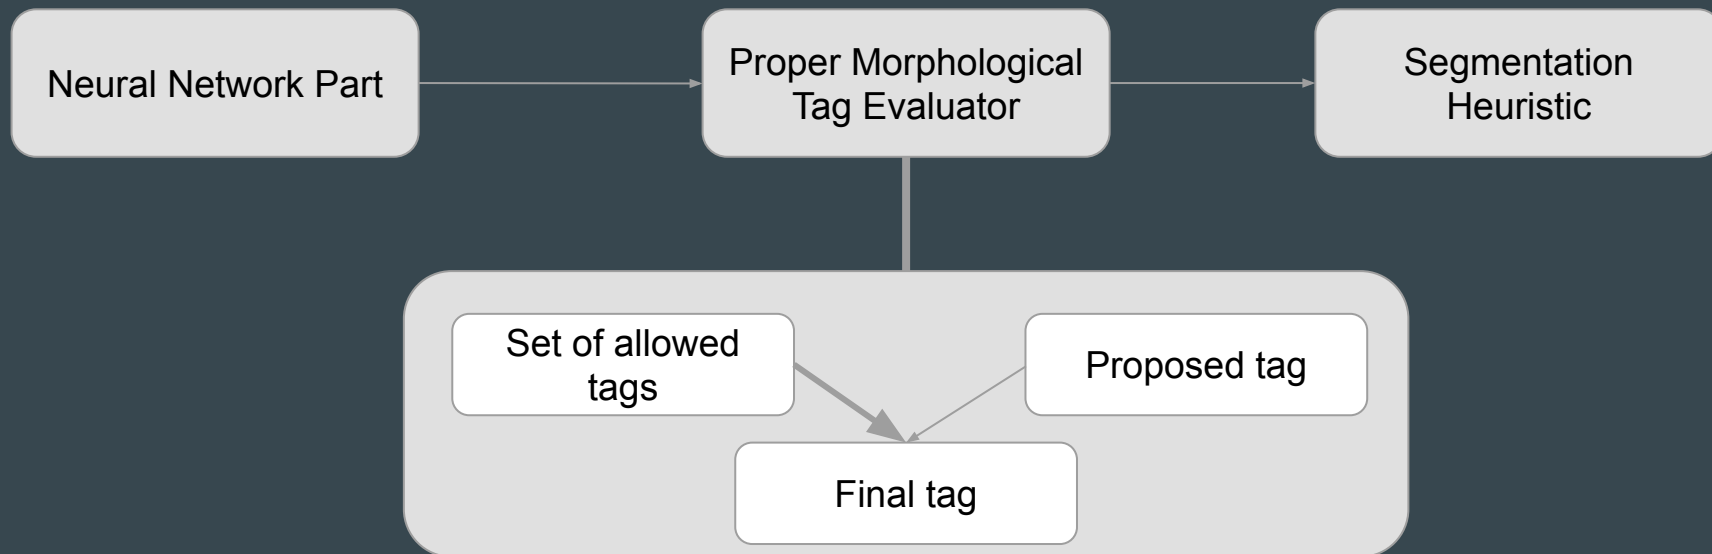 Neural Network Part
Proper Morphological
Tag Evaluator
Segmentation
Heuristic
Set of allowed
tags
Proposed tag
Final tag